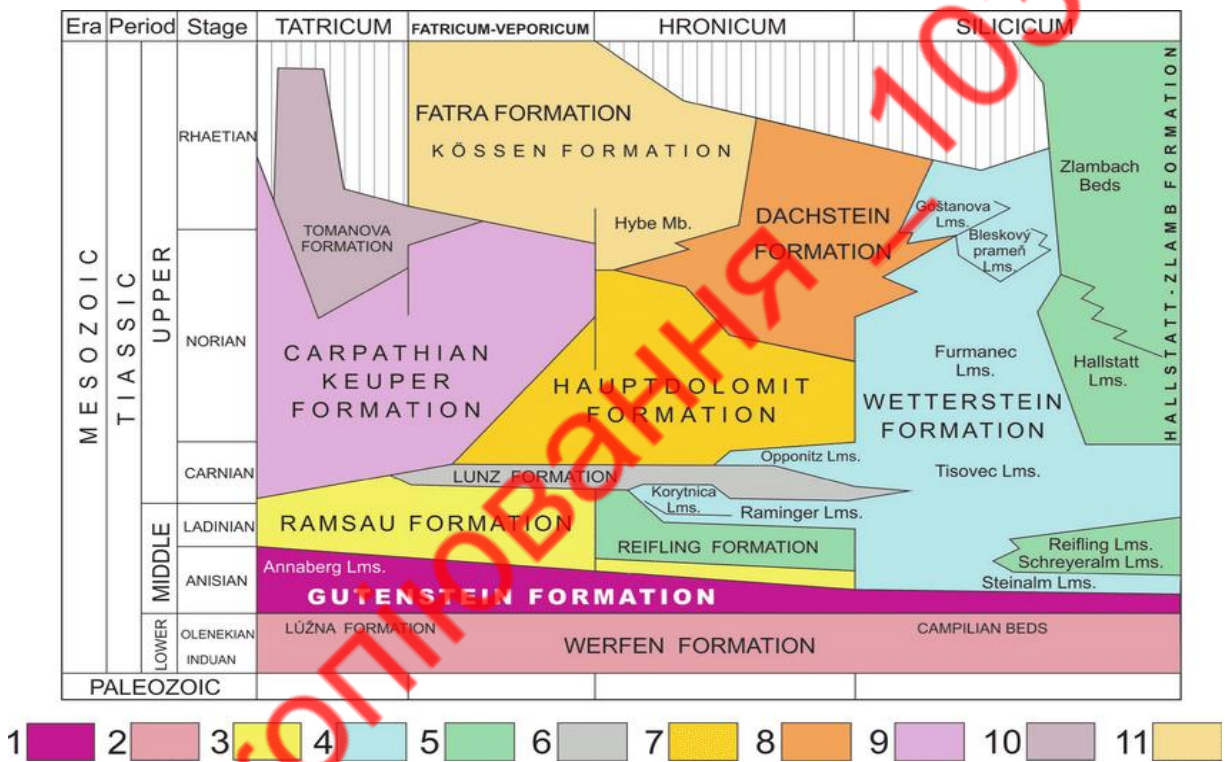 Era Period Stage TATRICUM FATRICUM-VEPORICUM HRONICUM SILICICUM
MESOZOIC
TIASSIC
UPPER
MIDDLE
LOWER
RHAETIAN
NORIAN
CARNIAN
LADINIAN
ANISIAN
OLENEKIAN
INDUAN
PALEOZOIC
FATRA FORMATION
KÖSSEN FORMATION
Hybe Mb.
TOMANOVA
FORMATION
DACHSTEIN
FORMATION
Goštanova
Lms.
Bleskový
prameň
Lms.
Zlambach
Beds
HALLSTATT-ZLAMB FORMATION
CARPATHIAN
KEUPER
FORMATION
HAUPTDOLOMIT
FORMATION
Furmanec
Lms.
Hallstatt
Lms.
WETTERSTEIN
FORMATION
Opponitz Lms.
Tisovec Lms.
LUNZ FORMATION
Korytnica
Lms.
Raminger Lms.
RAMSAU FORMATION
REIFLING FORMATION
Reifling Lms.
Schreyeralm Lms.
Steinalm Lms.
Annaberg Lms.
GUTENSTEIN FORMATION
LÚŽNA FORMATION
WERFEN FORMATION
CAMPILIAN BEDS
1 2 3 4 5 6 7 8 9 10 11
опіювання – 103